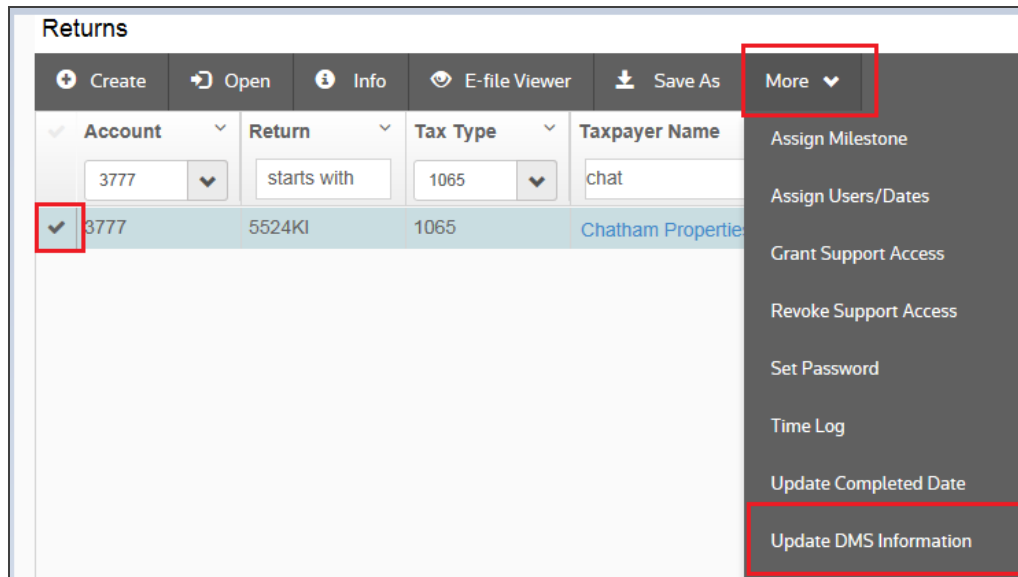 Returns
Create Open Info E-file Viewer Save As More
Account Return Tax Type Taxpayer Name
3777 starts with 1065 chat
3777 5524KI 1065 Chatham Properties
Assign Milestone
Assign Users/Dates
Grant Support Access
Revoke Support Access
Set Password
Time Log
Update Completed Date
Update DMS Information